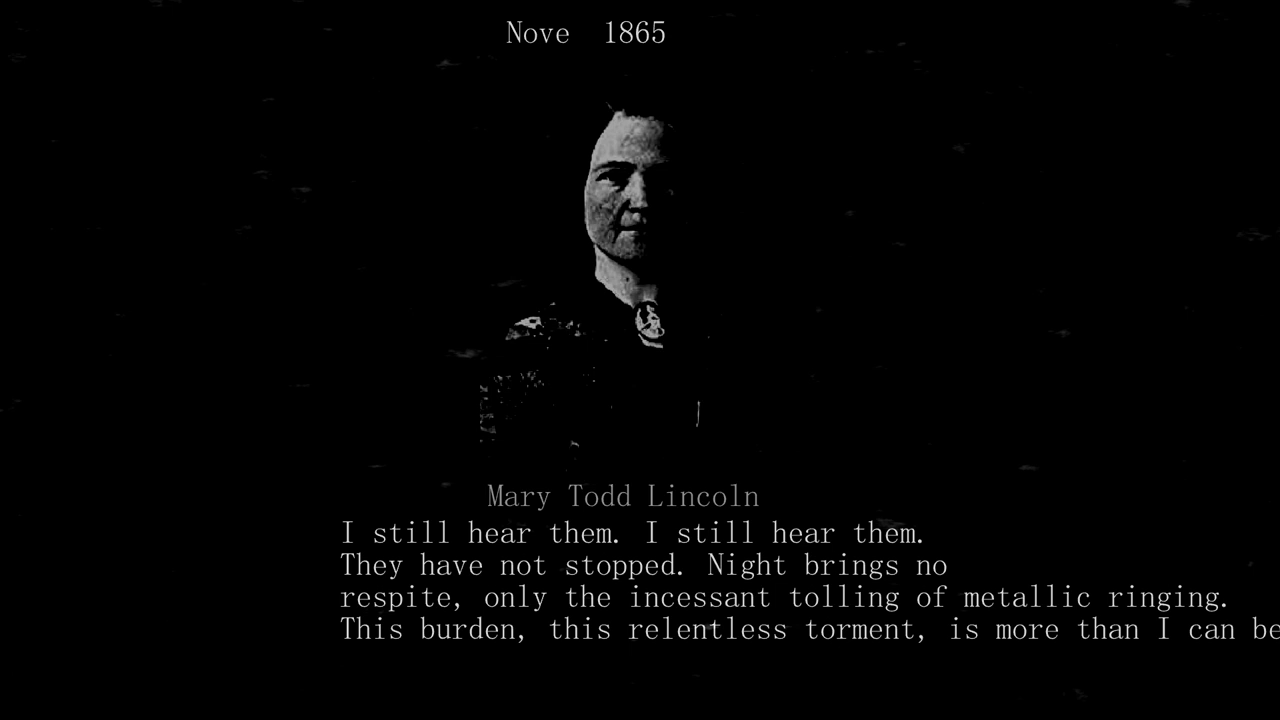 Nove 1865
Mary Todd Lincoln
I still hear them. I still hear them.
They have not stopped. Night brings no
respite, only the incessant tolling of metallic ringing.
This burden, this relentless torment, is more than I can be